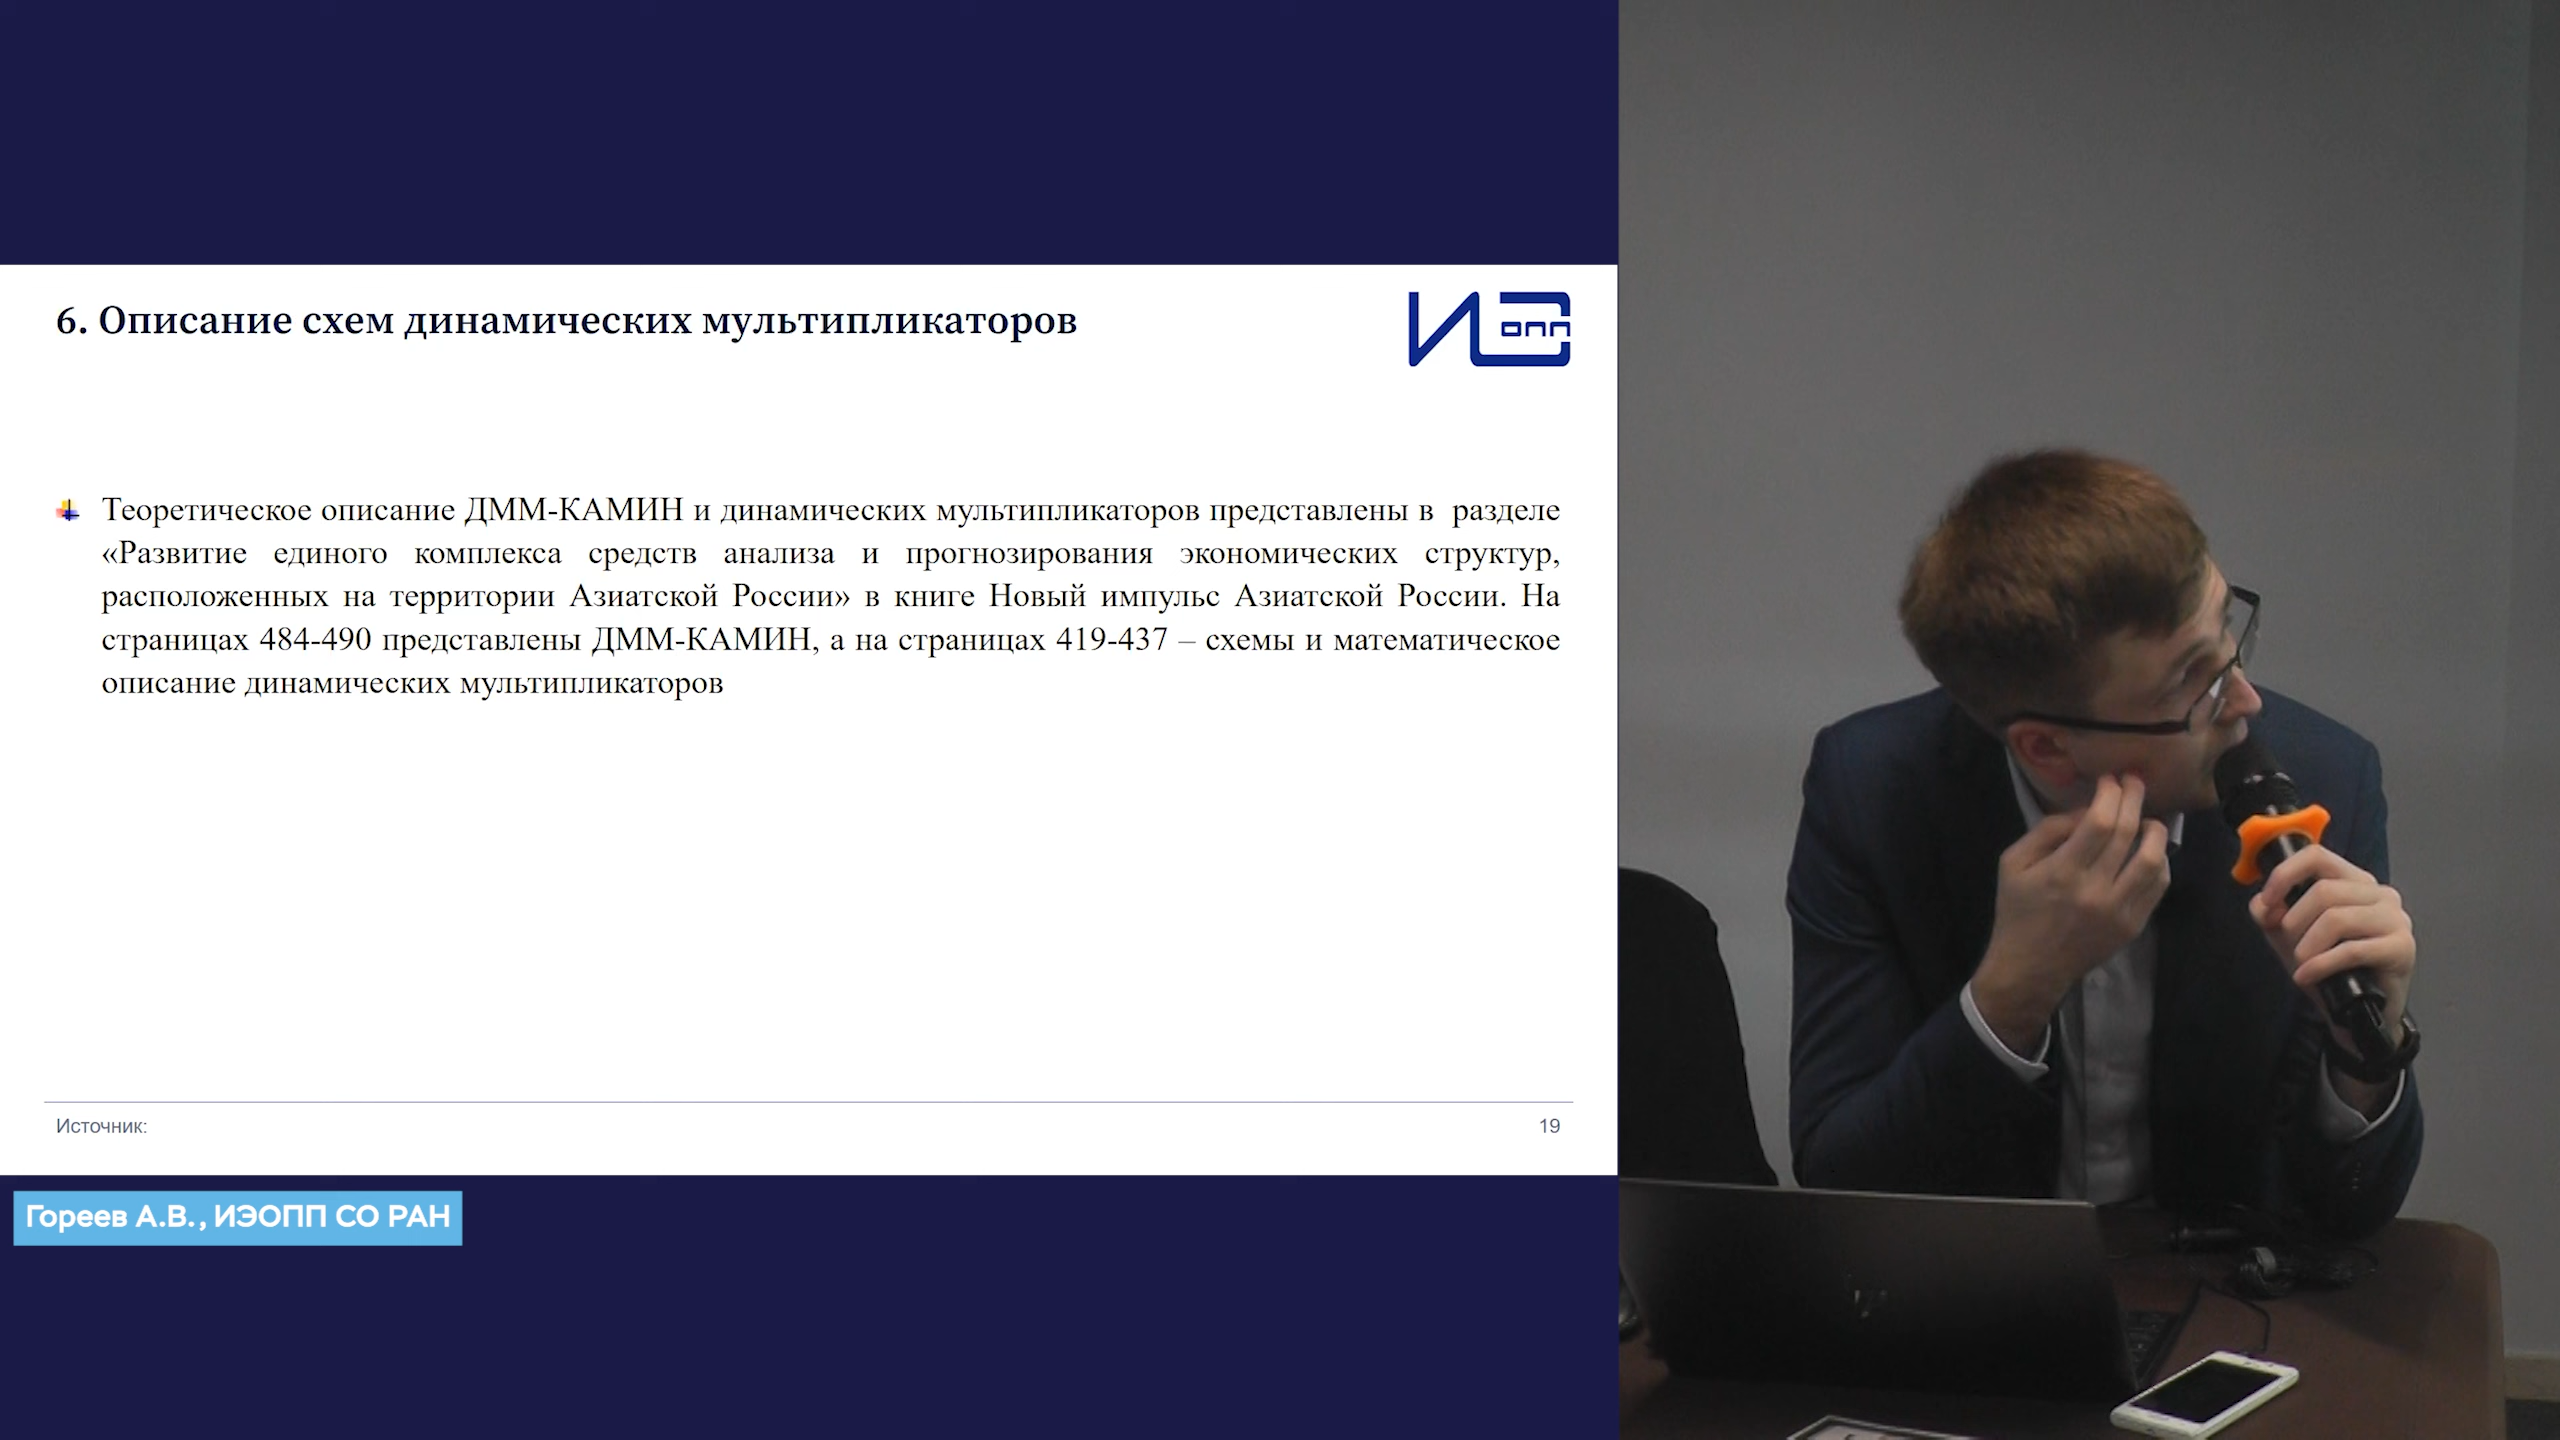 6. Описание схем динамических мультипликаторов
ИЭ
опп
Теоретическое описание ДММ-КАМИН и динамических мультипликаторов представлены в разделе
«Развитие единого комплекса средств анализа и прогнозирования экономических структур,
расположенных на территории Азиатской России» в книге Новый импульс Азиатской России. На
страницах 484-490 представлены ДММ-КАМИН, а на страницах 419-437 – схемы и математическое
описание динамических мультипликаторов
Источник:
19
Гореев А.В., ИЭОПП СО РАН